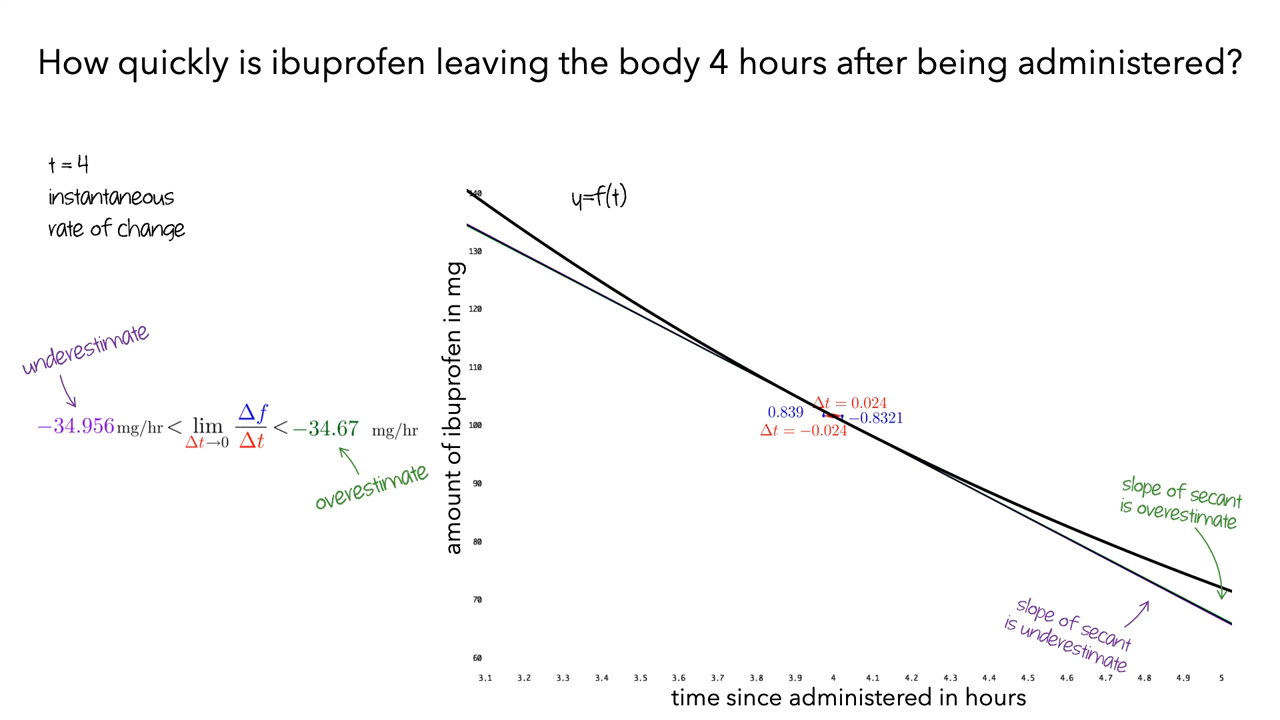 How quickly is ibuprofen leaving the body 4 hours after being administered?
t = 4
instantaneous
rate of change
y=f(t)
underestimate
−34.956 mg/hr < lim Δt→0 Δf/Δt < −34.67 mg/hr
overestimate
amount of ibuprofen in mg
140
130
120
110
100
90
80
70
60
Δt = 0.024
0.839
−0.8321
Δt = −0.024
slope of secant
is overestimate
slope of secant
is underestimate
3.1 3.2 3.3 3.4 3.5 3.6 3.7 3.8 3.9 4 4.1 4.2 4.3 4.4 4.5 4.6 4.7 4.8 4.9 5
time since administered in hours